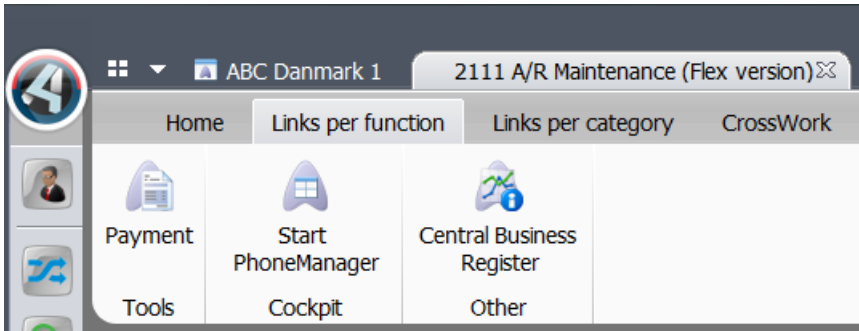 ABC Danmark 1
2111 A/R Maintenance (Flex version)
Home
Links per function
Links per category
CrossWork
Payment
Start
PhoneManager
Central Business
Register
Tools
Cockpit
Other